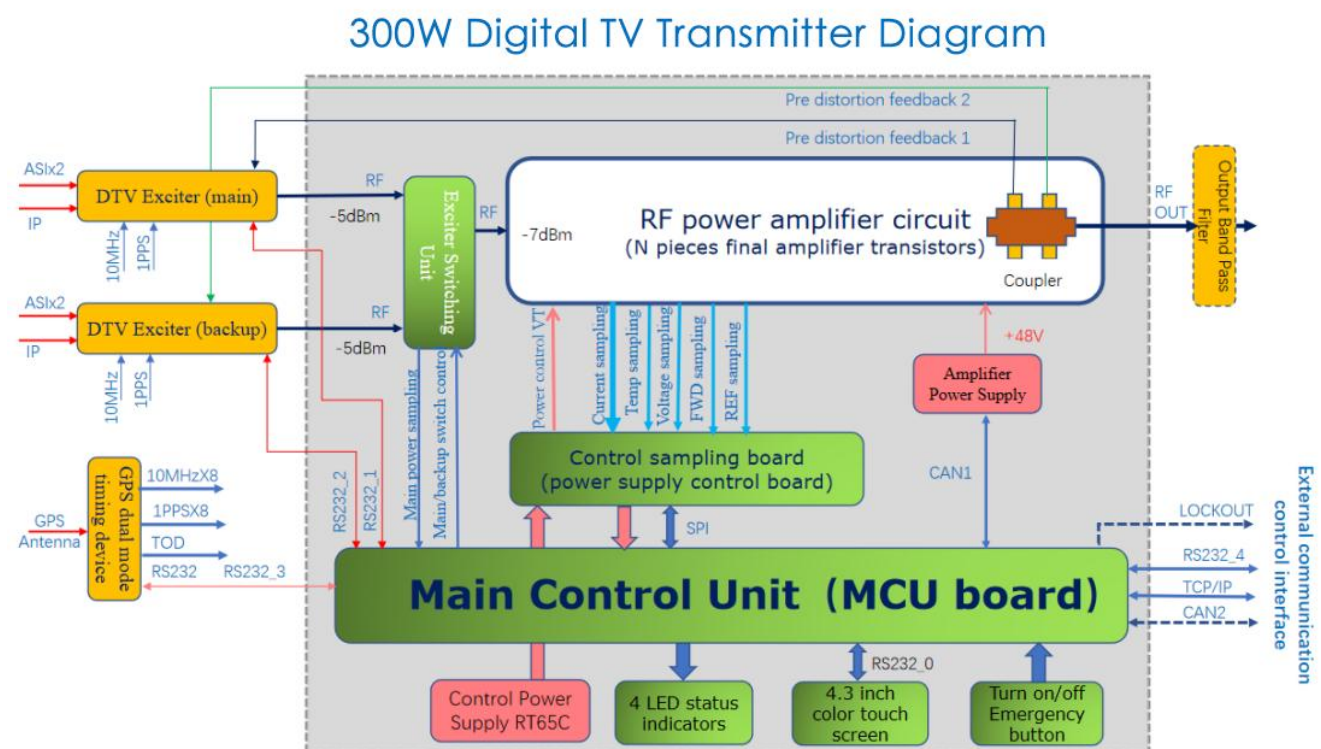 300W Digital TV Transmitter Diagram
Pre distortion feedback 2
Pre distortion feedback 1
ASIx2
IP
DTV Exciter (main)
10MHz
1PPS
RF
-5dBm
Exciter Switching
Unit
RF
-7dBm
RF power amplifier circuit
(N pieces final amplifier transistors)
Coupler
RF
OUT
Output Band Pass
Filter
ASIx2
IP
DTV Exciter (backup)
10MHz
1PPS
RF
-5dBm
Main power sampling
Main/backup switch control
Power control VT
Current sampling
Temp sampling
Voltage sampling
FWD sampling
REF sampling
+48V
Amplifier
Power Supply
Control sampling board
(power supply control board)
SPI
CAN1
GPS
Antenna
GPS dual mode
timing device
10MHzX8
1PPSX8
TOD
RS232
RS232_3
RS232_2
RS232_1
Main Control Unit (MCU board)
LOCKOUT
RS232_4
TCP/IP
CAN2
External communication
control interface
Control Power
Supply RT65C
4 LED status
indicators
RS232_0
4.3 inch
color touch
screen
Turn on/off
Emergency
button